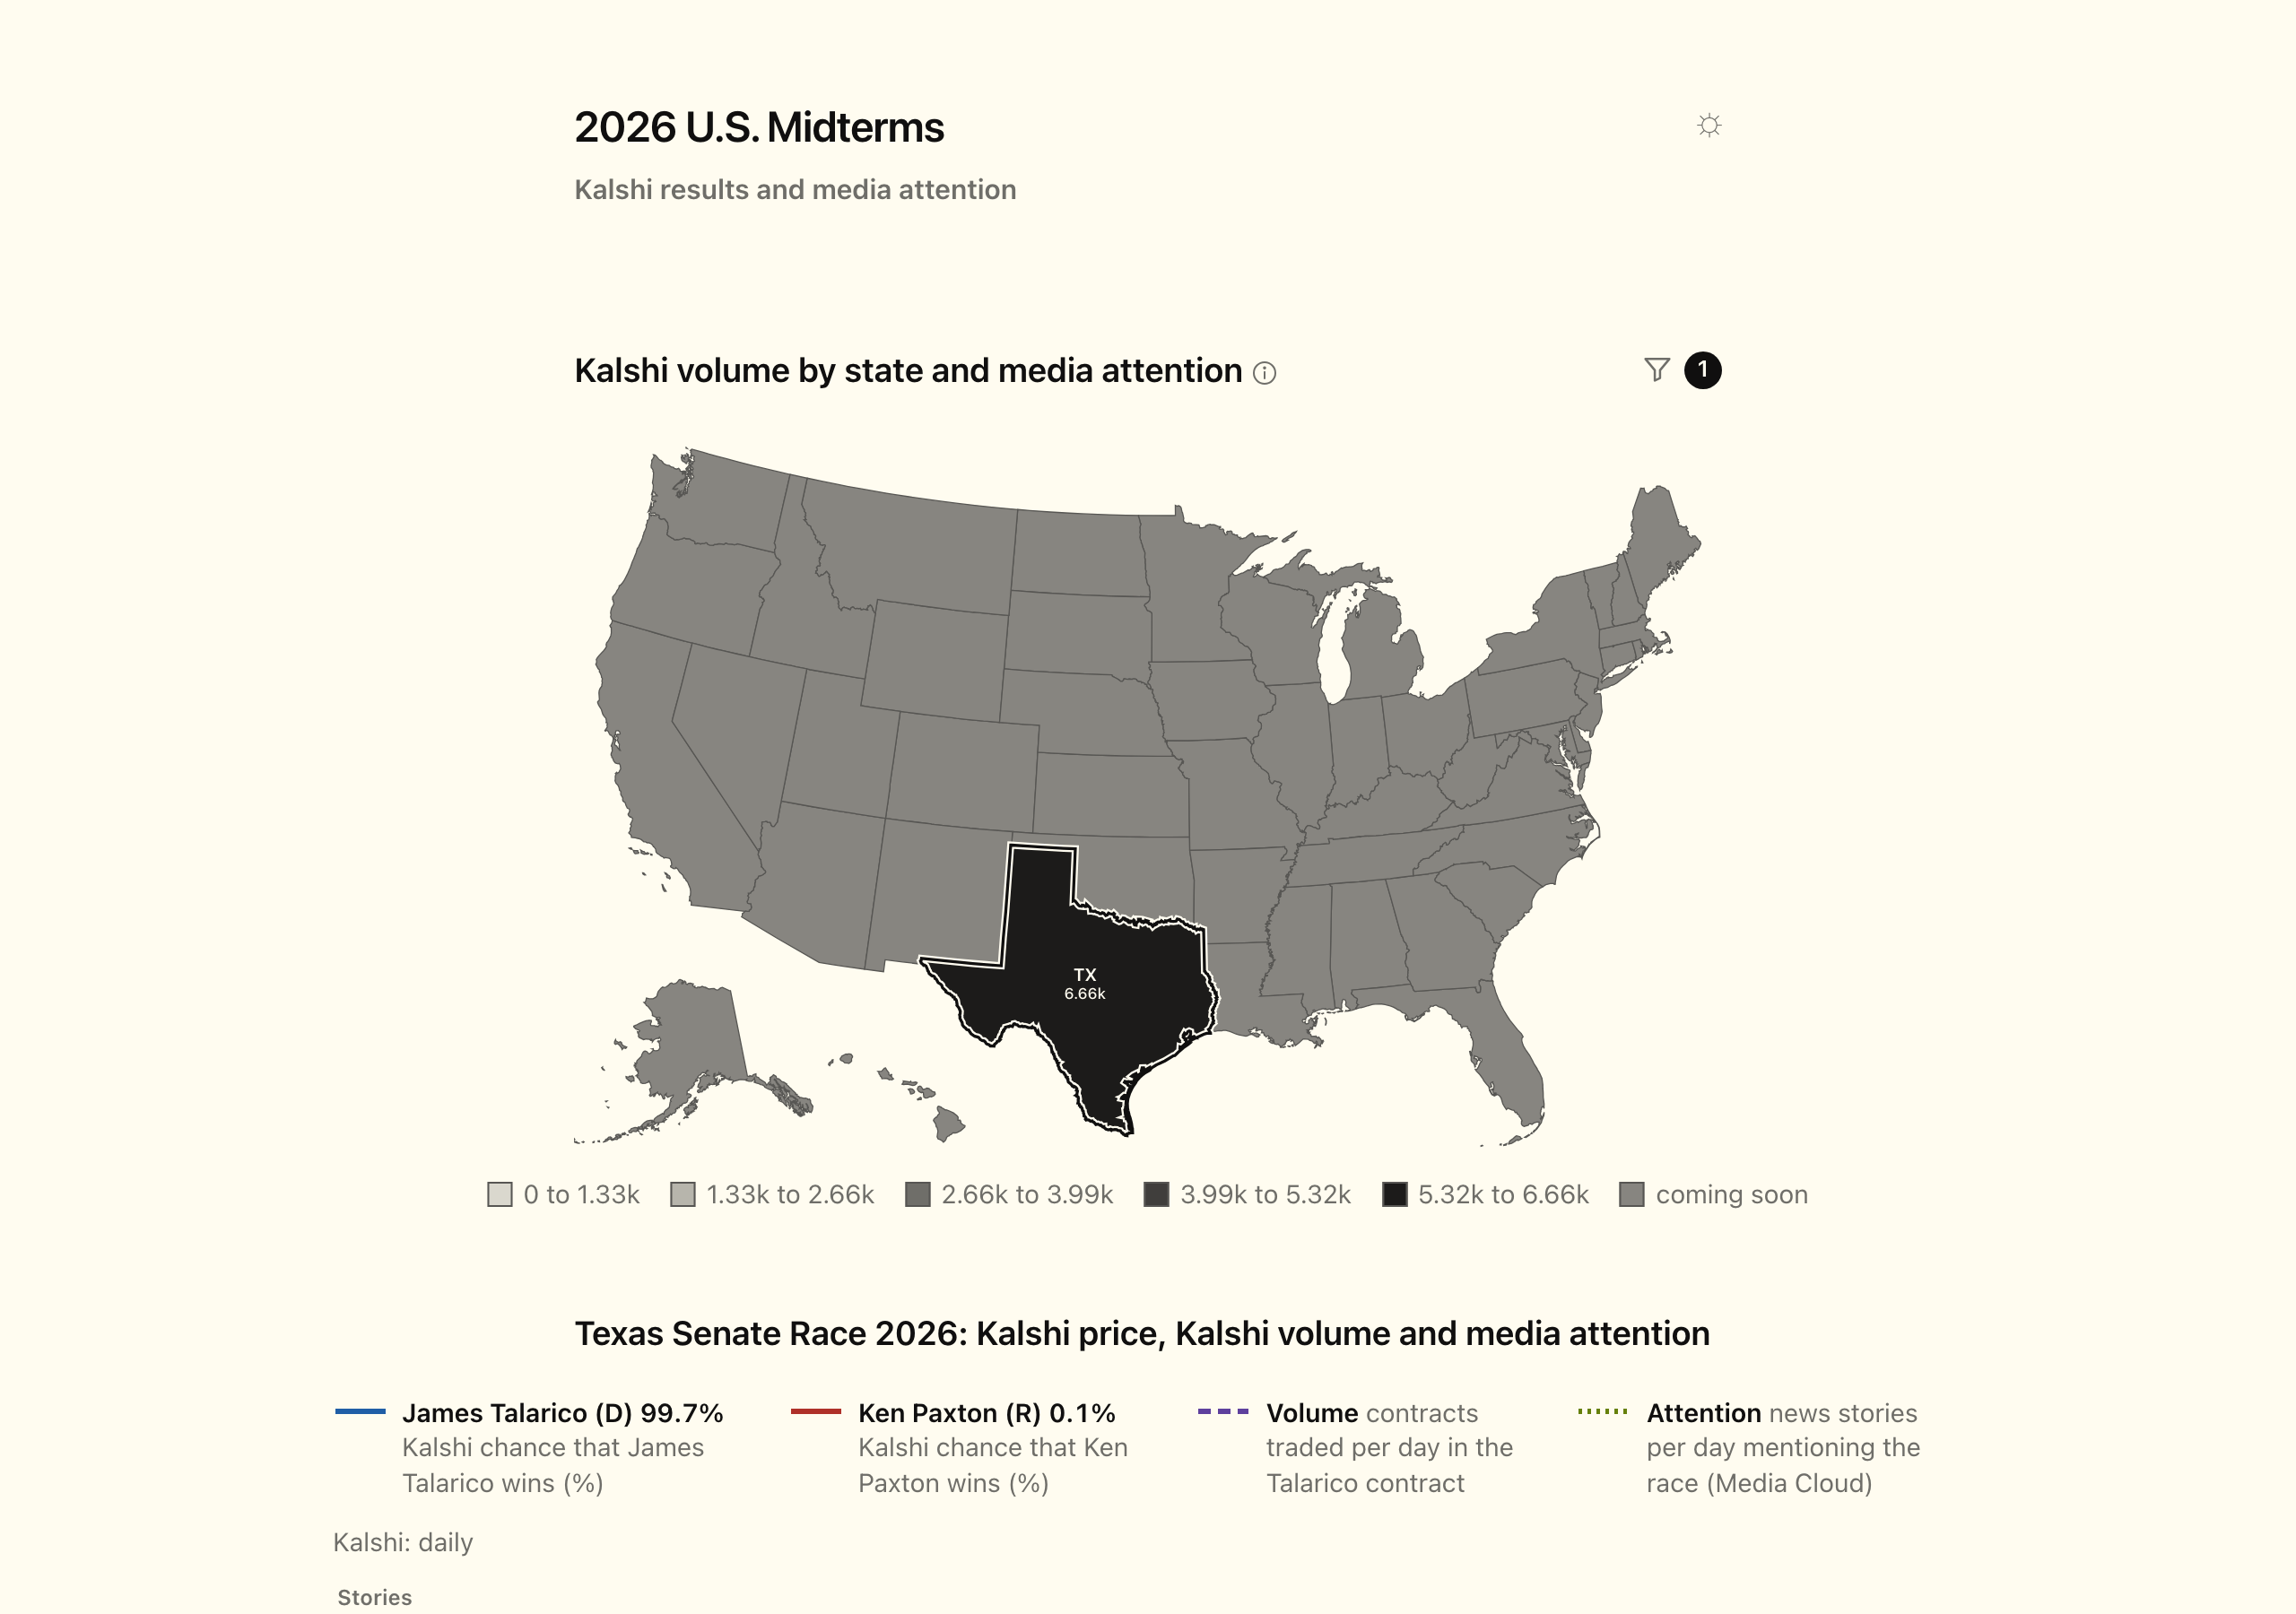 2026 U.S. Midterms
Kalshi results and media attention
Kalshi volume by state and media attention
1
TX
6.66k
0 to 1.33k
1.33k to 2.66k
2.66k to 3.99k
3.99k to 5.32k
5.32k to 6.66k
coming soon
Texas Senate Race 2026: Kalshi price, Kalshi volume and media attention
James Talarico (D) 99.7%
Kalshi chance that James
Talarico wins (%)
Ken Paxton (R) 0.1%
Kalshi chance that Ken
Paxton wins (%)
Volume contracts
traded per day in the
Talarico contract
Attention news stories
per day mentioning the
race (Media Cloud)
Kalshi: daily
Stories